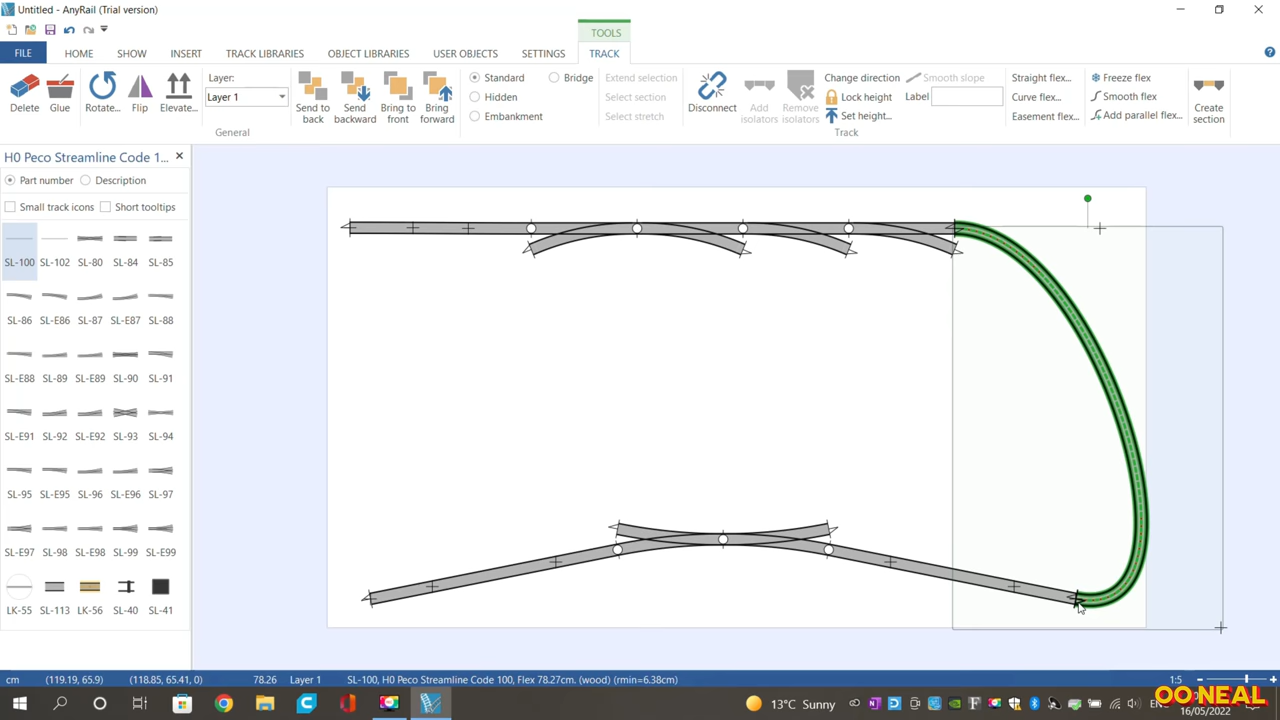 Untitled - AnyRail (Trial version)
TOOLS
FILE HOME SHOW INSERT TRACK LIBRARIES OBJECT LIBRARIES USER OBJECTS SETTINGS TRACK
Layer:
Standard Bridge Extend selection Change direction Smooth slope Straight flex... Freeze flex
Layer 1
Hidden Select section Lock height Label Curve flex... Smooth flex
Delete Glue Rotate... Flip Elevate... Send to back Send backward Bring to front Bring forward
Embankment Select stretch Disconnect Add isolators Remove isolators Set height... Easement flex... Add parallel flex... Create section
General Track
H0 Peco Streamline Code 1...
Part number Description
Small track icons Short tooltips
SL-100 SL-102 SL-80 SL-84 SL-85
SL-86 SL-E86 SL-87 SL-E87 SL-88
SL-E88 SL-89 SL-E89 SL-90 SL-91
SL-E91 SL-92 SL-E92 SL-93 SL-94
SL-95 SL-E95 SL-96 SL-E96 SL-97
SL-E97 SL-98 SL-E98 SL-99 SL-E99
LK-55 SL-113 LK-56 SL-40 SL-41
cm (119.19, 65.9) (118.85, 65.41, 0) 78.26 Layer 1 SL-100, H0 Peco Streamline Code 100, Flex 78.27cm. (wood) (rmin=6.38cm) 1:5
13°C Sunny
OO NEAL
16/05/2022